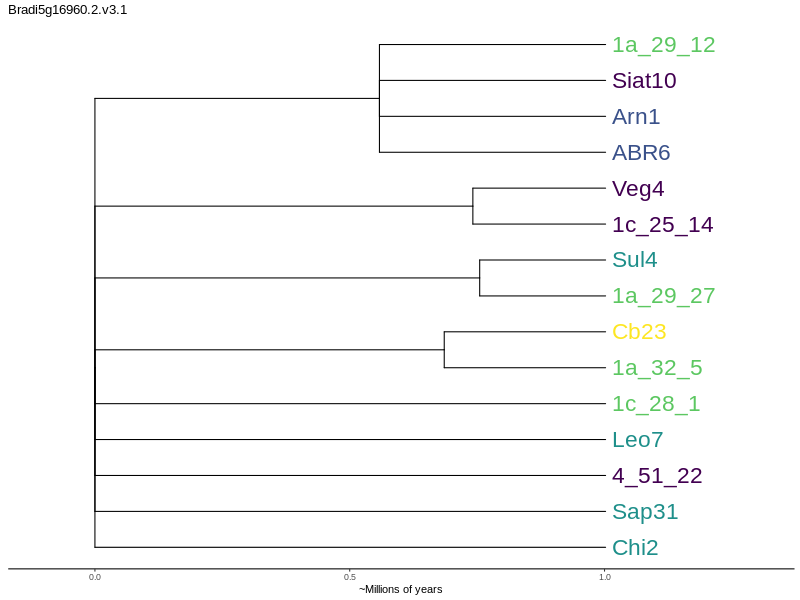 Bradi5g16960.2.v3.1
1a_29_12
Siat10
Arn1
ABR6
Veg4
1c_25_14
Sul4
1a_29_27
Cb23
1a_32_5
1c_28_1
Leo7
4_51_22
Sap31
Chi2
0.0 0.5 1.0
~Millions of years